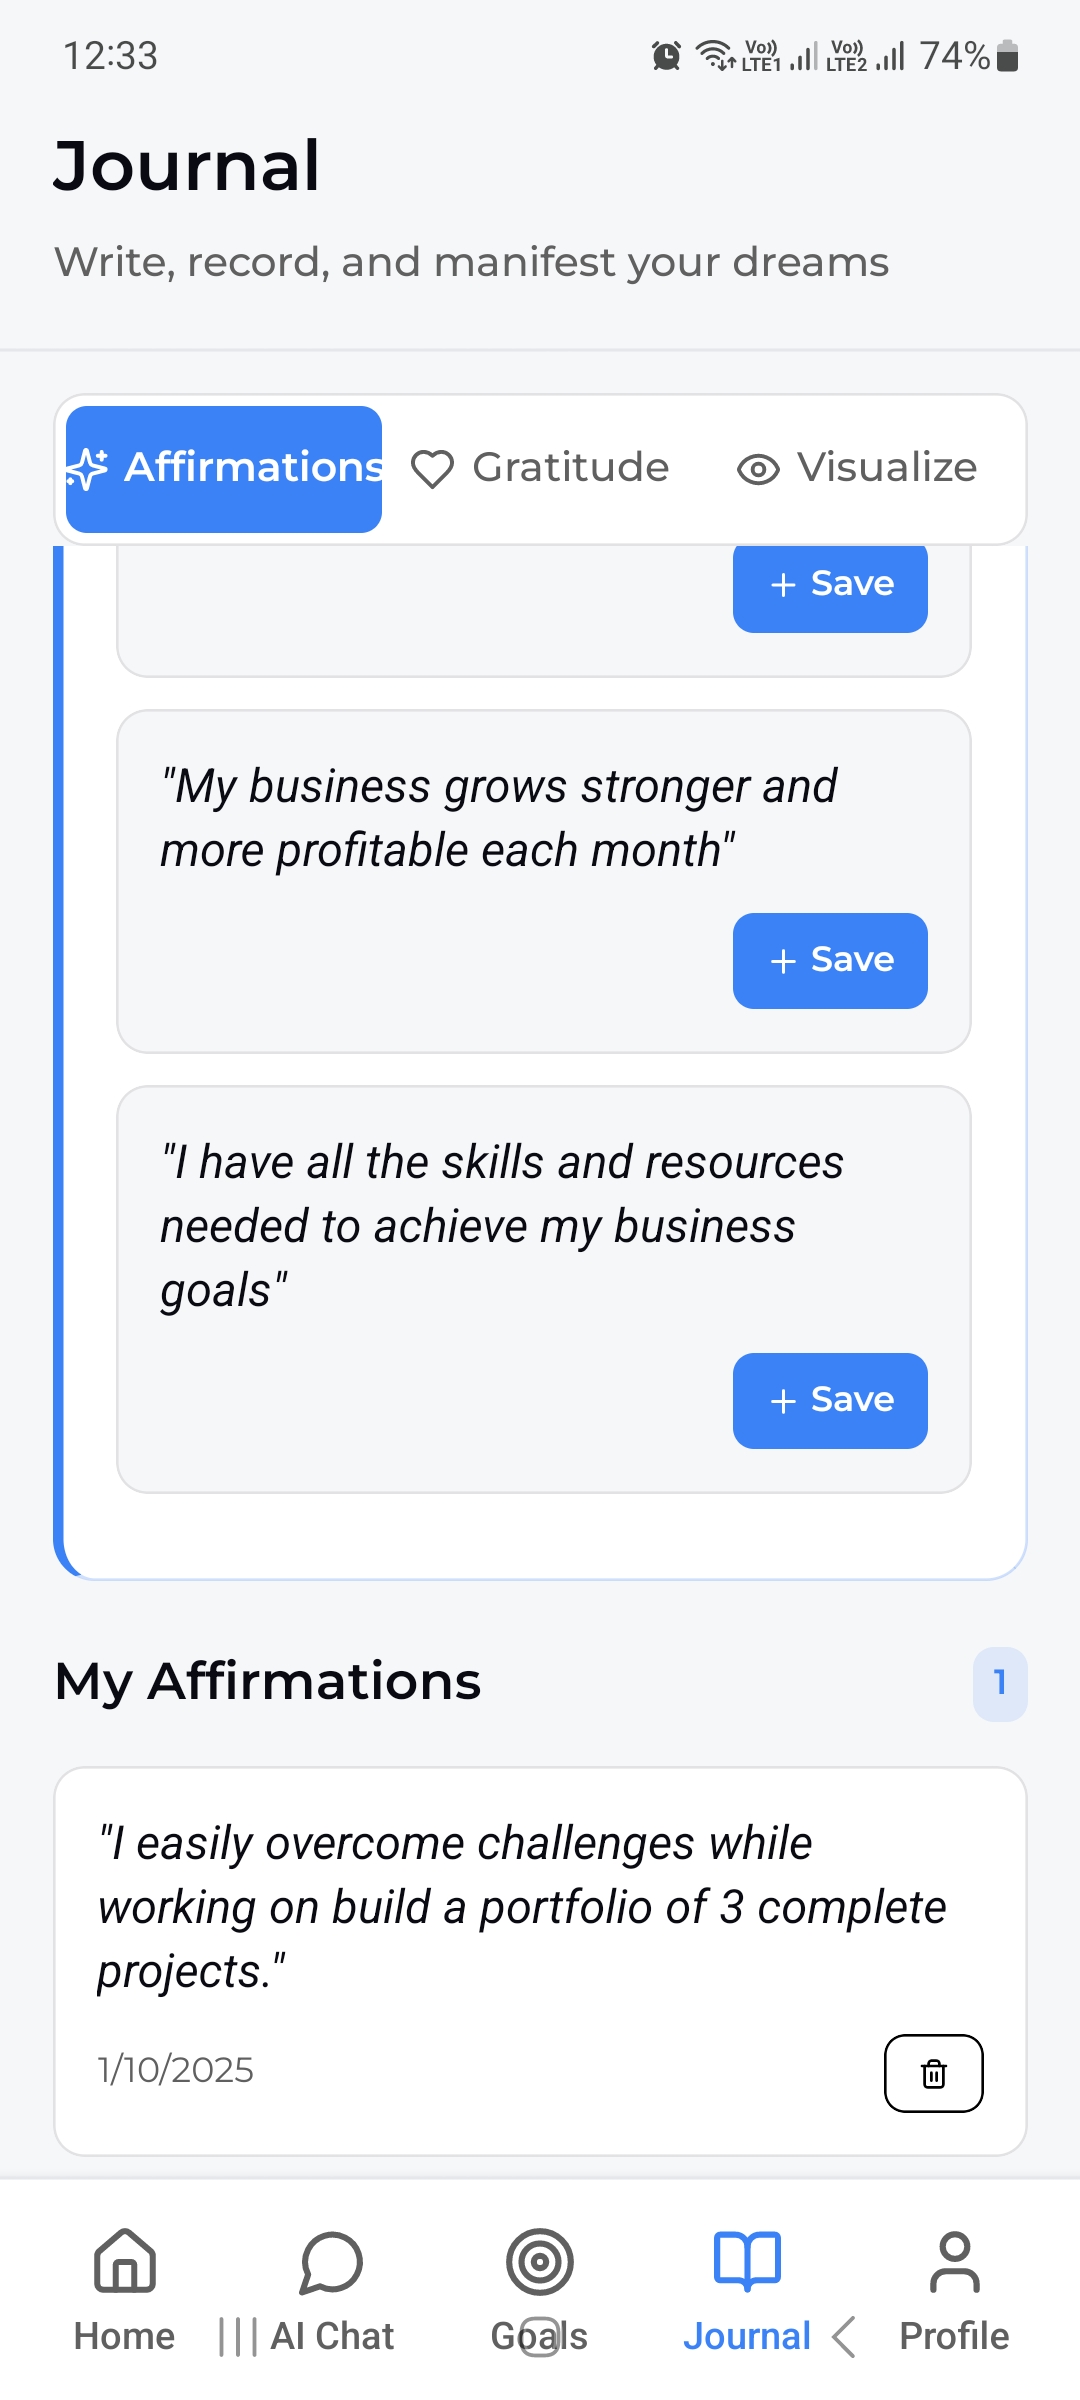 12:33
Vo)) LTE1 Vo)) LTE2 74%
Journal
Write, record, and manifest your dreams
Affirmations Gratitude Visualize
+ Save
"My business grows stronger and
more profitable each month"
+ Save
"I have all the skills and resources
needed to achieve my business
goals"
+ Save
My Affirmations 1
"I easily overcome challenges while
working on build a portfolio of 3 complete
projects."
1/10/2025
Home AI Chat Goals Journal Profile